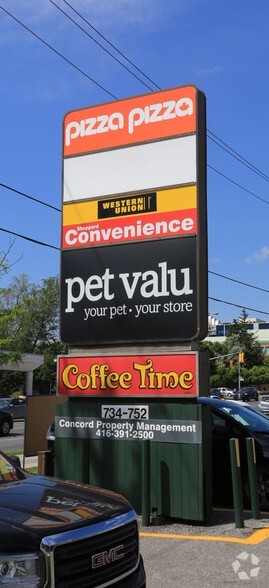 pizza pizza
WESTERN
UNION
Sheppard
Convenience
pet valu
your pet · your store
Coffee Time
734-752
Concord Property Management
416-391-2500
GMC